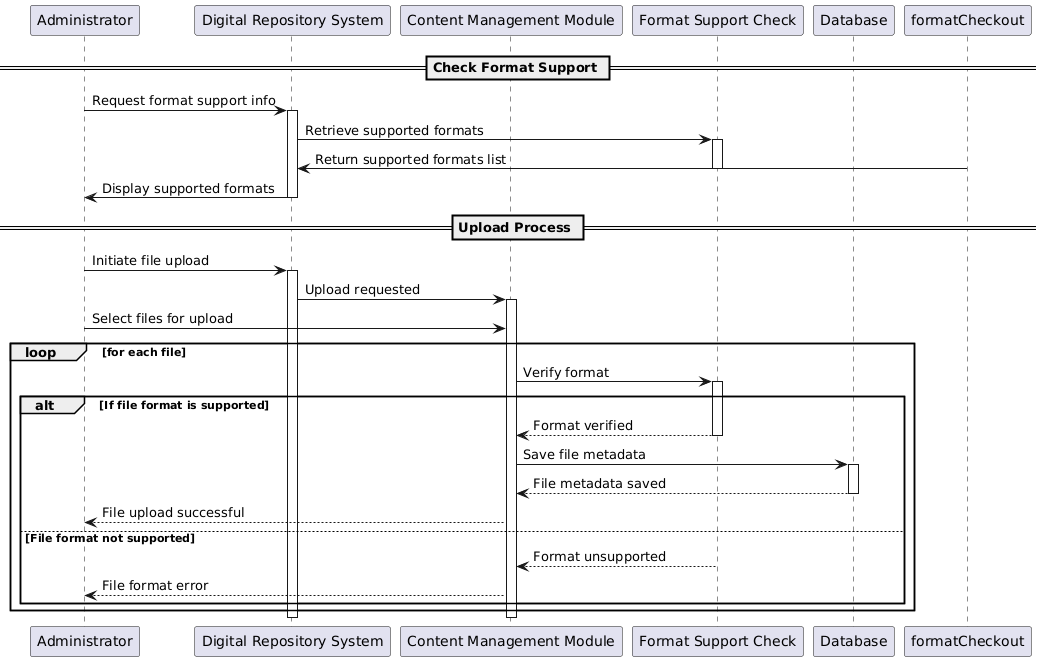 Administrator Digital Repository System Content Management Module Format Support Check Database formatCheckout
Check Format Support
Request format support info
Retrieve supported formats
Return supported formats list
Display supported formats
Upload Process
Initiate file upload
Upload requested
Select files for upload
loop [for each file]
Verify format
alt [If file format is supported]
Format verified
Save file metadata
File metadata saved
File upload successful
[File format not supported]
Format unsupported
File format error
Administrator Digital Repository System Content Management Module Format Support Check Database formatCheckout